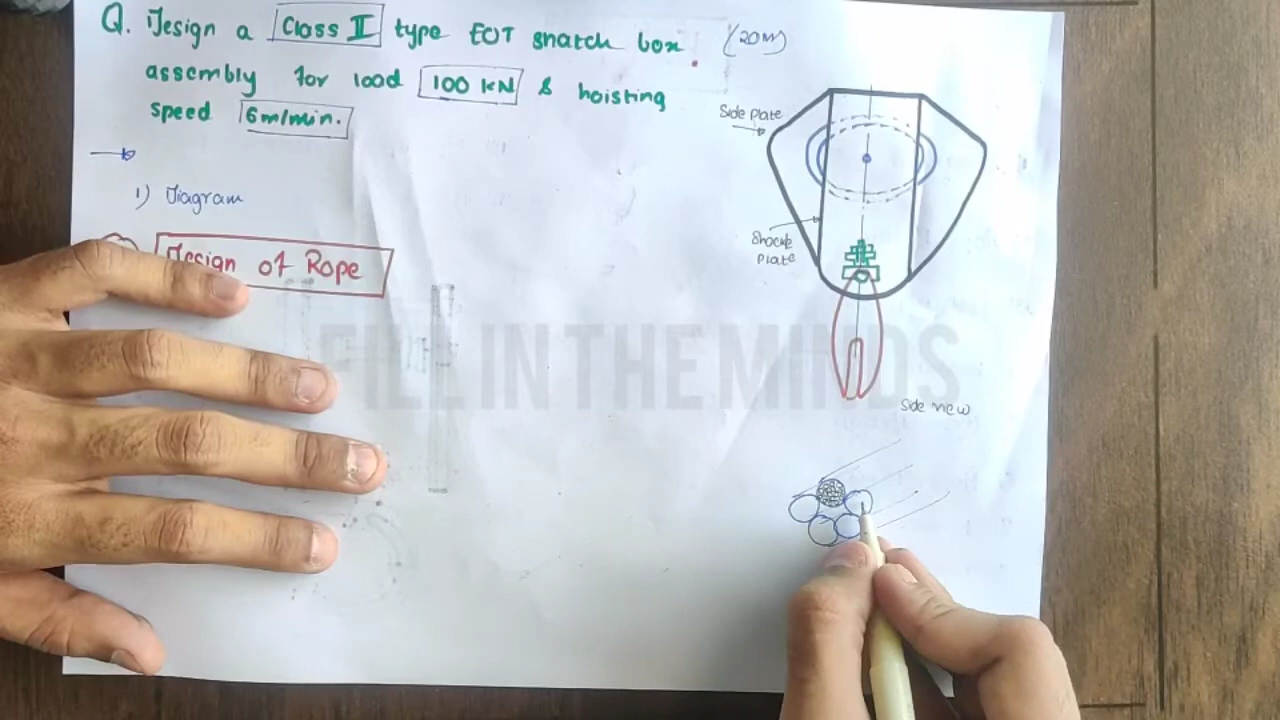 Q. Design a Class II type EOT snatch box. (20M)
assembly for load 100 kN & hoisting
speed 6m/min.
1) Diagram
Design of Rope
Side plate
Shack plate
Side view
FILL IN THE MINDS